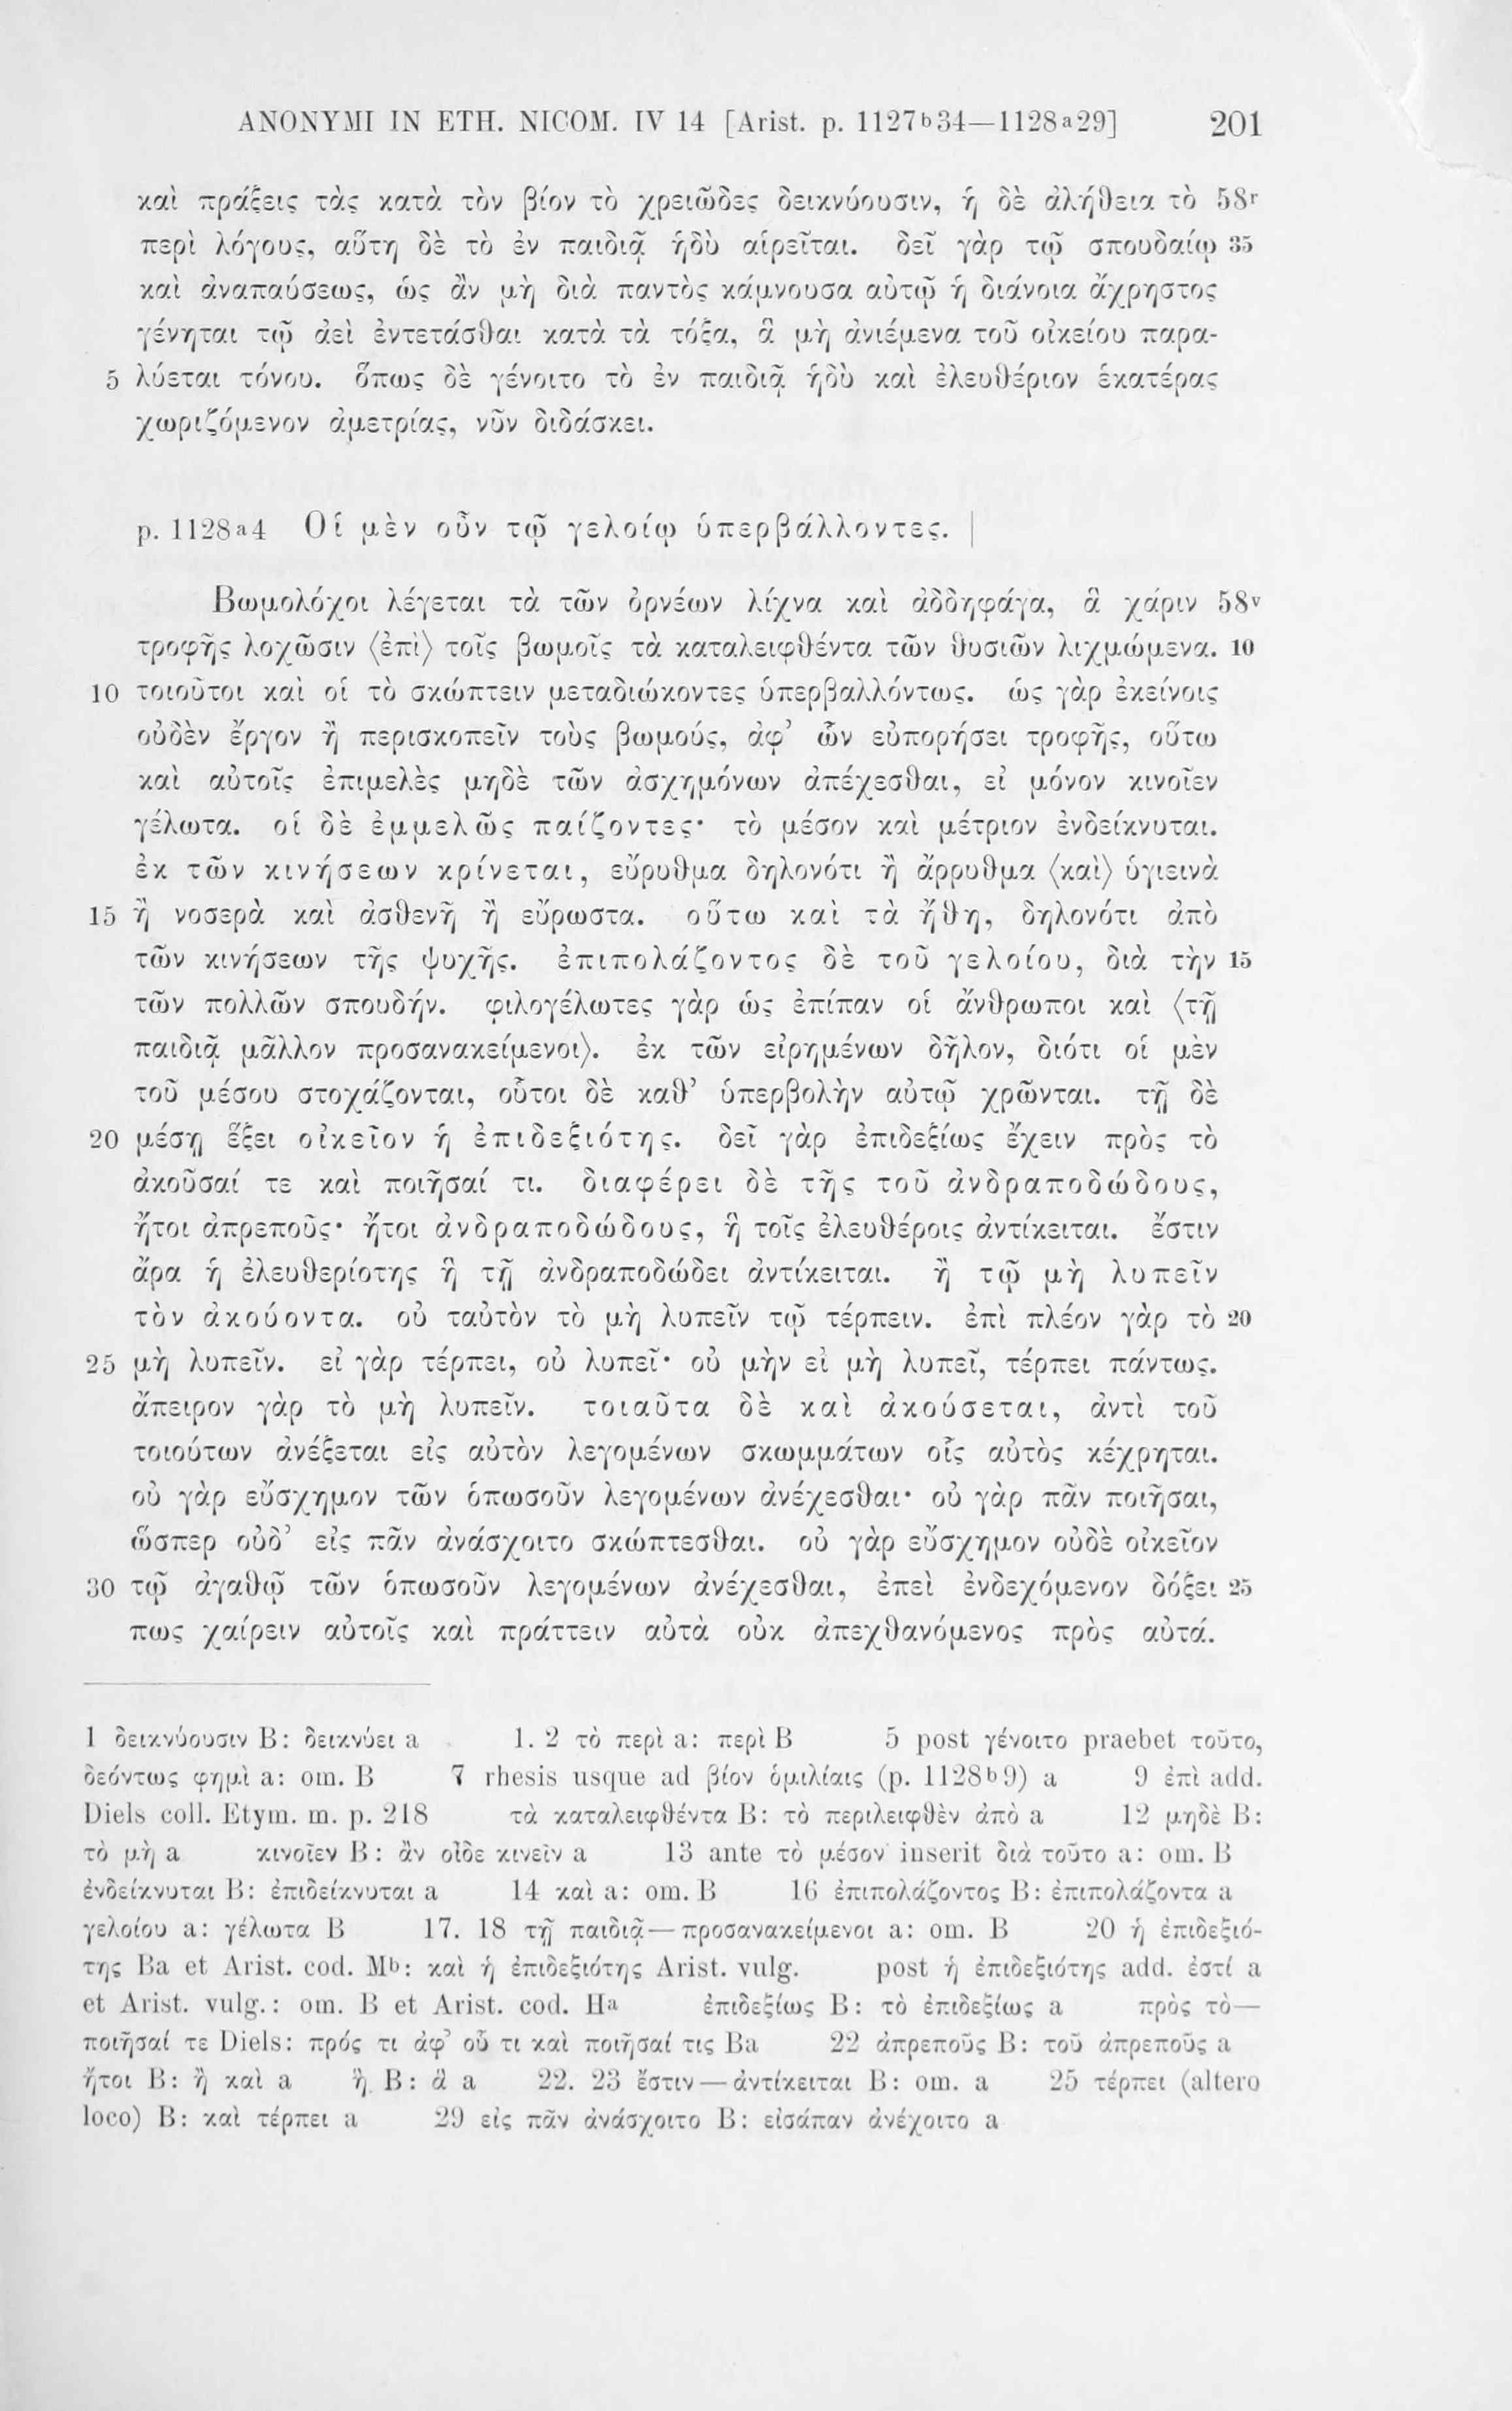 ANONYMI IN ETH. NICOM. IV 14 [Arist. p. 1127b34—1128a29] 201
καὶ πράξεις τὰς κατὰ τὸν βίον τὸ χρειῶδες δεικνύουσιν, ἡ δὲ ἀλήθεια τὸ 58r
περὶ λόγους, αὕτη δὲ τὸ ἐν παιδιᾷ ἡδὺ αἱρεῖται. δεῖ γὰρ τῷ σπουδαίῳ 35
καὶ ἀναπαύσεως, ὡς ἂν μὴ διὰ παντὸς κάμνουσα αὐτῷ ἡ διάνοια ἄχρηστος
γένηται τῷ ἀεὶ ἐντετάσθαι κατὰ τὰ τόξα, ἃ μὴ ἀνιέμενα τοῦ οἰκείου παρα-
5 λύεται τόνου. ὅπως δὲ γένοιτο τὸ ἐν παιδιᾷ ἡδὺ καὶ ἐλευθέριον ἑκατέρας
χωριζόμενον ἀμετρίας, νῦν διδάσκει.
p. 1128a4 Οἱ μὲν οὖν τῷ γελοίῳ ὑπερβάλλοντες. |
Βωμολόχοι λέγεται τὰ τῶν ὀρνέων λίχνα καὶ ἀδδηφάγα, ἃ χάριν 58v
τροφῆς λοχῶσιν ⟨ἐπὶ⟩ τοῖς βωμοῖς τὰ καταλειφθέντα τῶν θυσιῶν λιχμώμενα. 10
10 τοιοῦτοι καὶ οἱ τὸ σκώπτειν μεταδιώκοντες ὑπερβαλλόντως. ὡς γὰρ ἐκείνοις
οὐδὲν ἔργον ἢ περισκοπεῖν τοὺς βωμούς, ἀφ’ ὧν εὐπορήσει τροφῆς, οὕτω
καὶ αὐτοῖς ἐπιμελὲς μηδὲ τῶν ἀσχημόνων ἀπέχεσθαι, εἰ μόνον κινοῖεν
γέλωτα. οἱ δὲ ἐμμελῶς παίζοντες· τὸ μέσον καὶ μέτριον ἐνδείκνυται.
ἐκ τῶν κινήσεων κρίνεται, εὔρυθμα δηλονότι ἢ ἄρρυθμα ⟨καὶ⟩ ὑγιεινὰ
15 ἢ νοσερὰ καὶ ἀσθενῆ ἢ εὔρωστα. οὕτω καὶ τὰ ἤθη, δηλονότι ἀπὸ
τῶν κινήσεων τῆς ψυχῆς. ἐπιπολάζοντος δὲ τοῦ γελοίου, διὰ τὴν 15
τῶν πολλῶν σπουδήν. φιλογέλωτες γὰρ ὡς ἐπίπαν οἱ ἄνθρωποι καὶ ⟨τῇ
παιδιᾷ μᾶλλον προσανακείμενοι⟩. ἐκ τῶν εἰρημένων δῆλον, διότι οἱ μὲν
τοῦ μέσου στοχάζονται, οὗτοι δὲ καθ’ ὑπερβολὴν αὐτῷ χρῶνται. τῇ δὲ
20 μέσῃ ἕξει οἰκεῖον ἡ ἐπιδεξιότης. δεῖ γὰρ ἐπιδεξίως ἔχειν πρὸς τὸ
ἀκοῦσαί τε καὶ ποιῆσαί τι. διαφέρει δὲ τῆς τοῦ ἀνδραποδώδους,
ἤτοι ἀπρεποῦς· ἤτοι ἀνδραποδώδους, ἣ τοῖς ἐλευθέροις ἀντίκειται. ἔστιν
ἄρα ἡ ἐλευθερίοτης ἣ τῇ ἀνδραποδώδει ἀντίκειται. ἢ τῷ μὴ λυπεῖν
τὸν ἀκούοντα. οὐ ταὐτὸν τὸ μὴ λυπεῖν τῷ τέρπειν. ἐπὶ πλέον γὰρ τὸ 20
25 μὴ λυπεῖν. εἰ γὰρ τέρπει, οὐ λυπεῖ· οὐ μὴν εἰ μὴ λυπεῖ, τέρπει πάντως.
ἄπειρον γὰρ τὸ μὴ λυπεῖν. τοιαῦτα δὲ καὶ ἀκούσεται, ἀντὶ τοῦ
τοιούτων ἀνέξεται εἰς αὐτὸν λεγομένων σκωμμάτων οἷς αὐτὸς κέχρηται.
οὐ γὰρ εὔσχημον τῶν ὁπωσοῦν λεγομένων ἀνέχεσθαι· οὐ γὰρ πᾶν ποιῆσαι,
ὥσπερ οὐδ’ εἰς πᾶν ἀνάσχοιτο σκώπτεσθαι. οὐ γὰρ εὔσχημον οὐδὲ οἰκεῖον
30 τῷ ἀγαθῷ τῶν ὁπωσοῦν λεγομένων ἀνέχεσθαι, ἐπεὶ ἐνδεχόμενον δόξει 25
πως χαίρειν αὐτοῖς καὶ πράττειν αὐτὰ οὐκ ἀπεχθανόμενος πρὸς αὐτά.
1 δεικνύουσιν B: δεικνύει a 1. 2 τὸ περὶ a: περὶ B 5 post γένοιτο praebet τοῦτο,
δεόντως φημὶ a: om. B 7 rhesis usque ad βίον ὁμιλίαις (p. 1128b9) a 9 ἐπὶ add.
Diels coll. Etym. m. p. 218 τὰ καταλειφθέντα B: τὸ περιλειφθὲν ἀπὸ a 12 μηδὲ B:
τὸ μὴ a κινοῖεν B: ἂν οἷδε κινεῖν a 13 ante τὸ μέσον inserit διὰ τοῦτο a: om. B
ἐνδείκνυται B: ἐπιδείκνυται a 14 καὶ a: om. B 16 ἐπιπολάζοντος B: ἐπιπολάζοντα a
γελοίου a: γέλωτα B 17. 18 τῇ παιδιᾷ—προσανακείμενοι a: om. B 20 ἡ ἐπιδεξιό-
της Ba et Arist. cod. Mb: καὶ ἡ ἐπιδεξιότης Arist. vulg. post ἡ ἐπιδεξιότης add. ἐστί a
et Arist. vulg.: om. B et Arist. cod. Ha ἐπιδεξίως B: τὸ ἐπιδεξίως a πρὸς τὸ—
ποιῆσαί τε Diels: πρός τι ἀφ’ οὗ τι καὶ ποιῆσαί τις Ba 22 ἀπρεποῦς B: τοῦ ἀπρεποῦς a
ἤτοι B: ἢ καὶ a ἣ B: ἃ a 22. 23 ἔστιν—ἀντίκειται B: om. a 25 τέρπει (altero
loco) B: καὶ τέρπει a 29 εἰς πᾶν ἀνάσχοιτο B: εἰσάπαν ἀνέχοιτο a